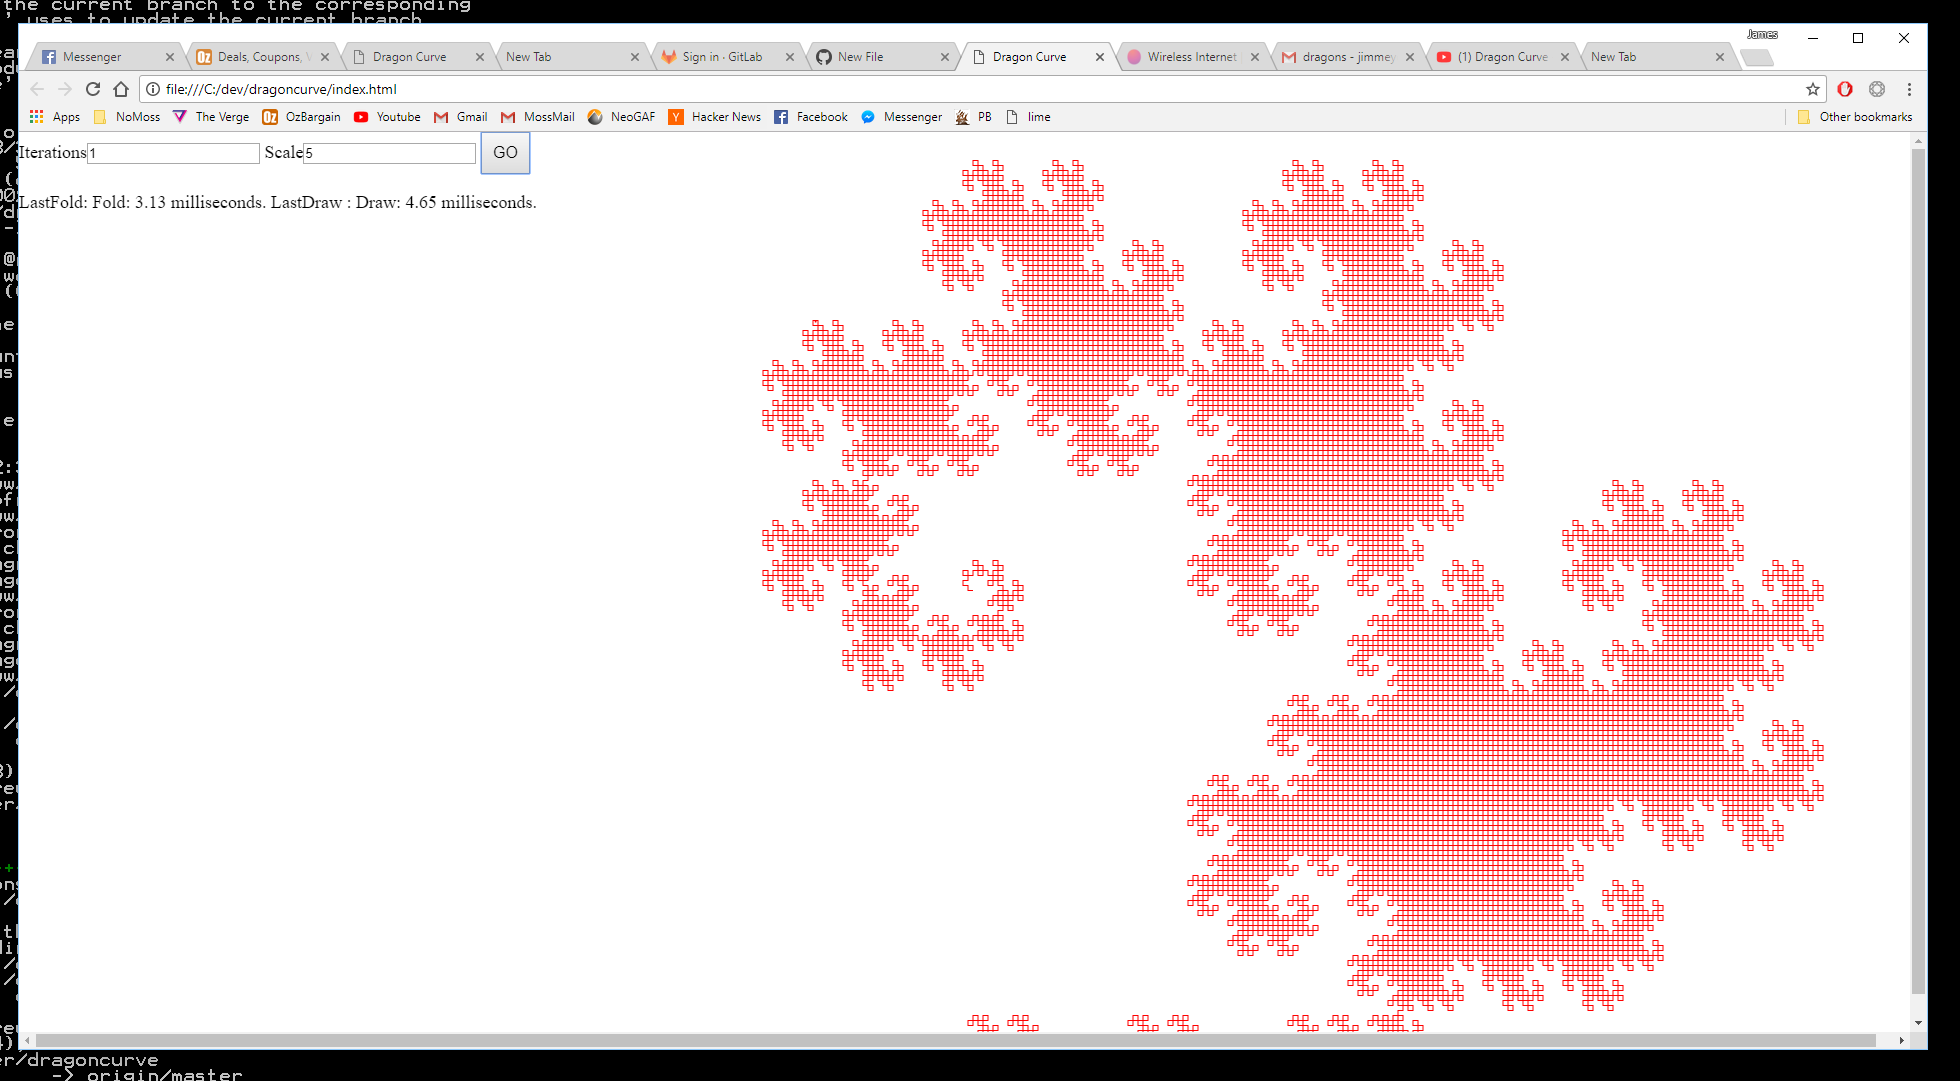 the current branch to the corresponding
uses to update the current branch
James
Messenger
Deals, Coupons,
Dragon Curve
New Tab
Sign in · GitLab
New File
Dragon Curve
Wireless Internet
dragons - jimmey
(1) Dragon Curve
New Tab
file:///C:/dev/dragoncurve/index.html
Apps NoMoss The Verge OzBargain Youtube Gmail MossMail NeoGAF Hacker News Facebook Messenger PB lime Other bookmarks
Iterations 1 Scale 5 GO
LastFold: Fold: 3.13 milliseconds. LastDraw : Draw: 4.65 milliseconds.
er/dragoncurve
-> origin/master